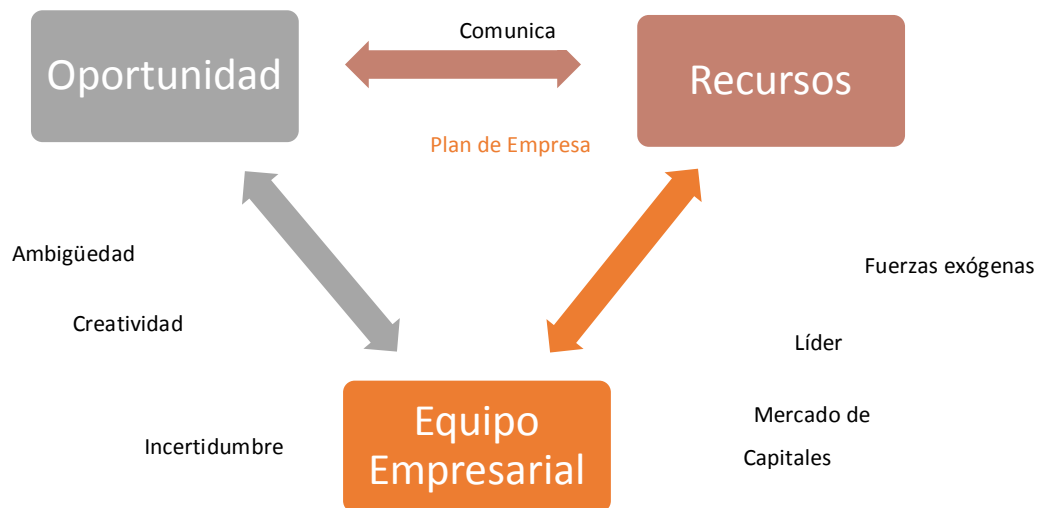 Comunica
Oportunidad
Recursos
Plan de Empresa
Ambigüedad
Fuerzas exógenas
Creatividad
Líder
Equipo
Empresarial
Incertidumbre
Mercado de
Capitales